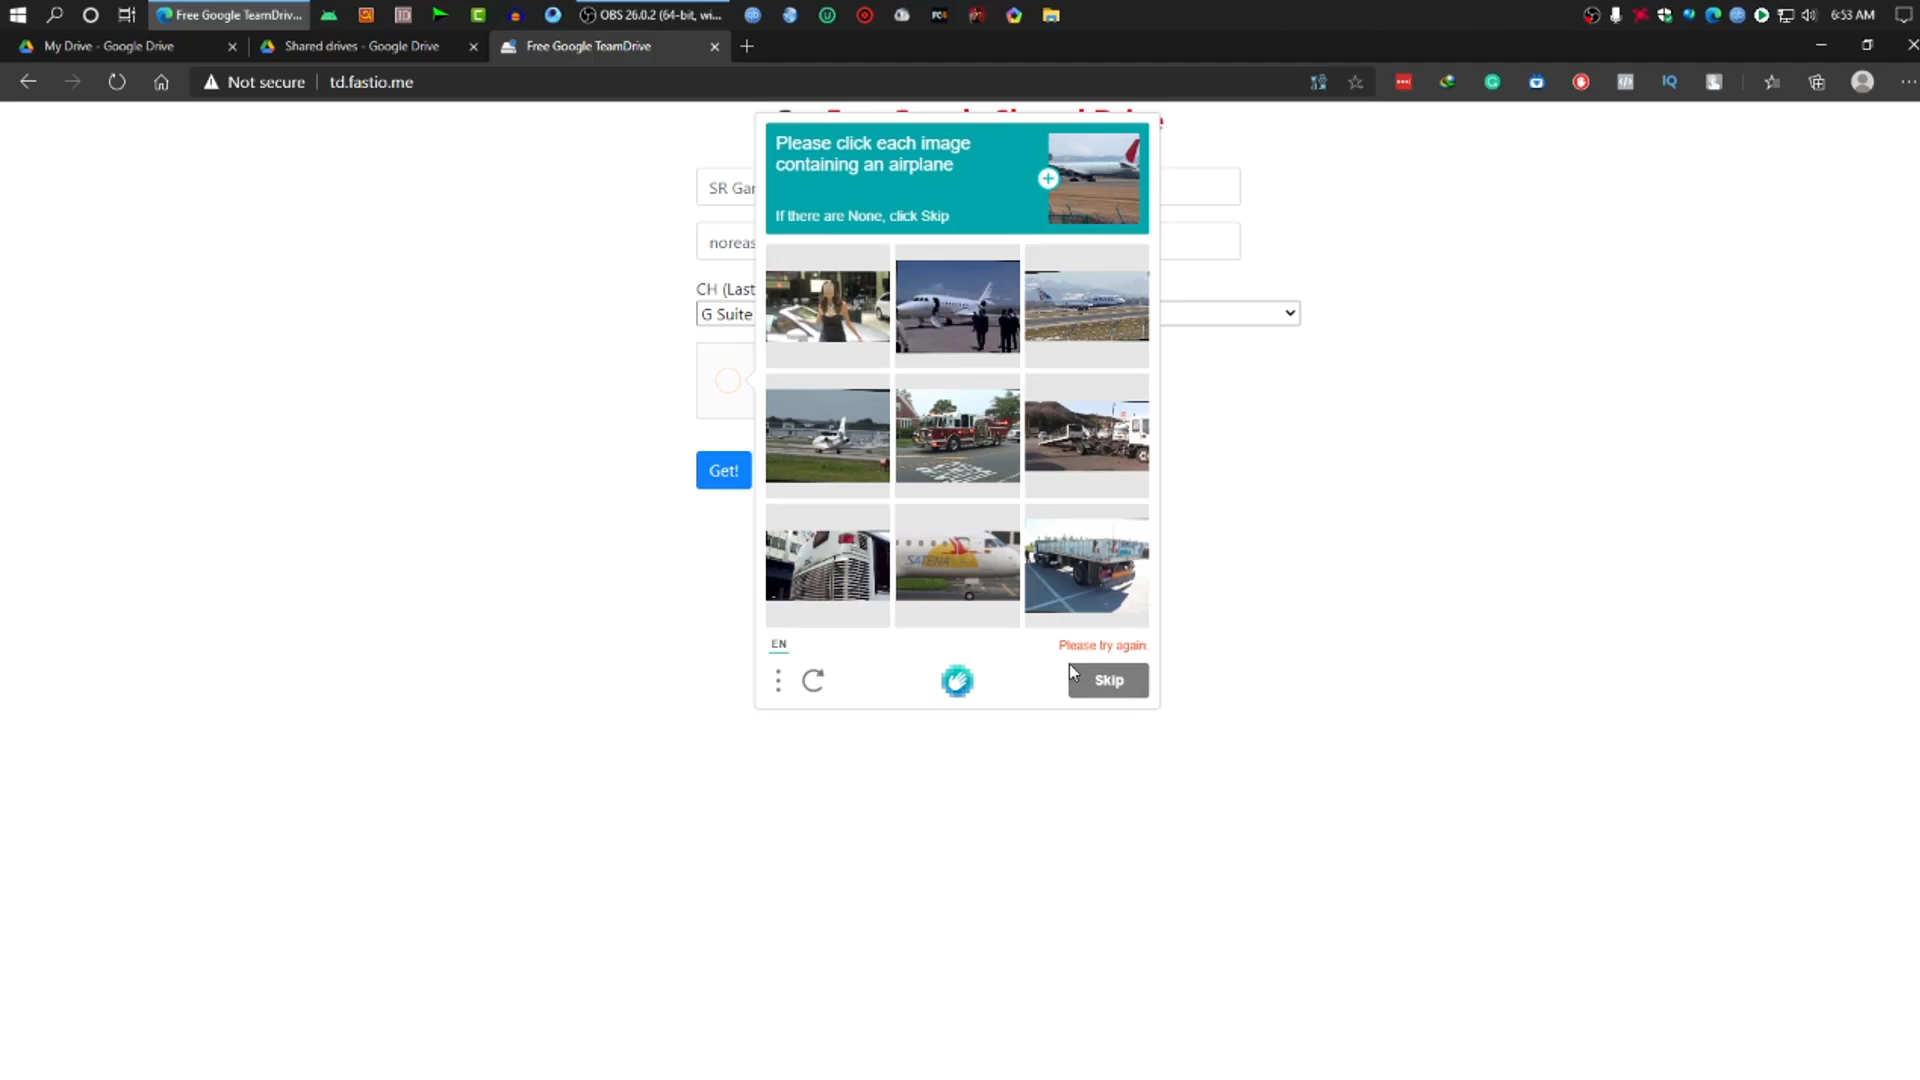 Free Google TeamDriv...
OBS 26.0.2 (64-bit, wi...
6:53 AM
My Drive - Google Drive
Shared drives - Google Drive
Free Google TeamDrive
Not secure
td.fastio.me
IQ
Please click each image
containing an airplane
If there are None, click Skip
SR Gar
noreas
CH (Last
G Suite
Get!
SATENA
EN
Please try again.
Skip